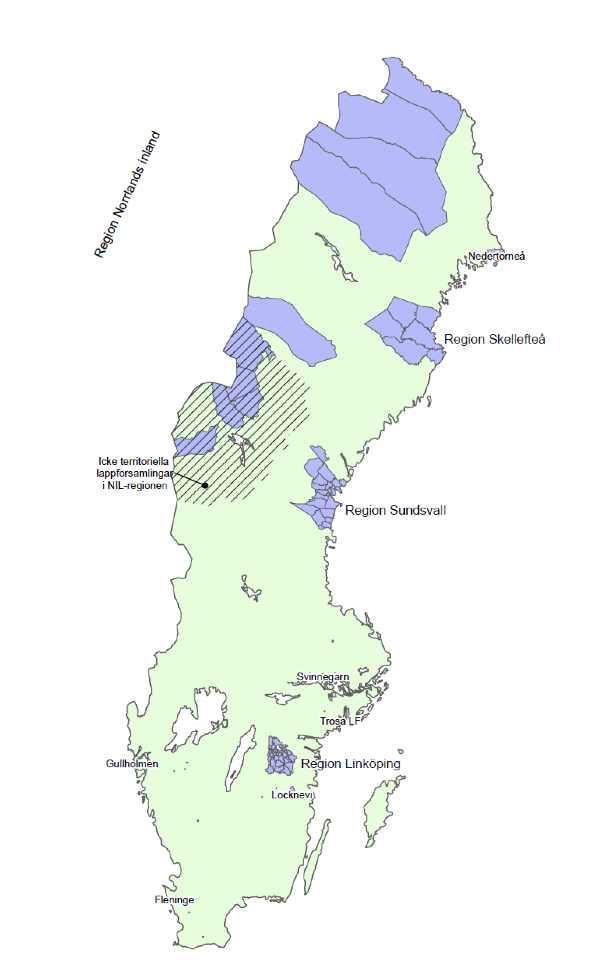 Region Norrlands inland
Nedertorneå
Region Skellefteå
Icke territoriella
lappförsamlingar
i NIL-regionen
Region Sundsvall
Svinnegarn
Trosa LF
Gullholmen
Region Linköping
Locknevi
Fleninge